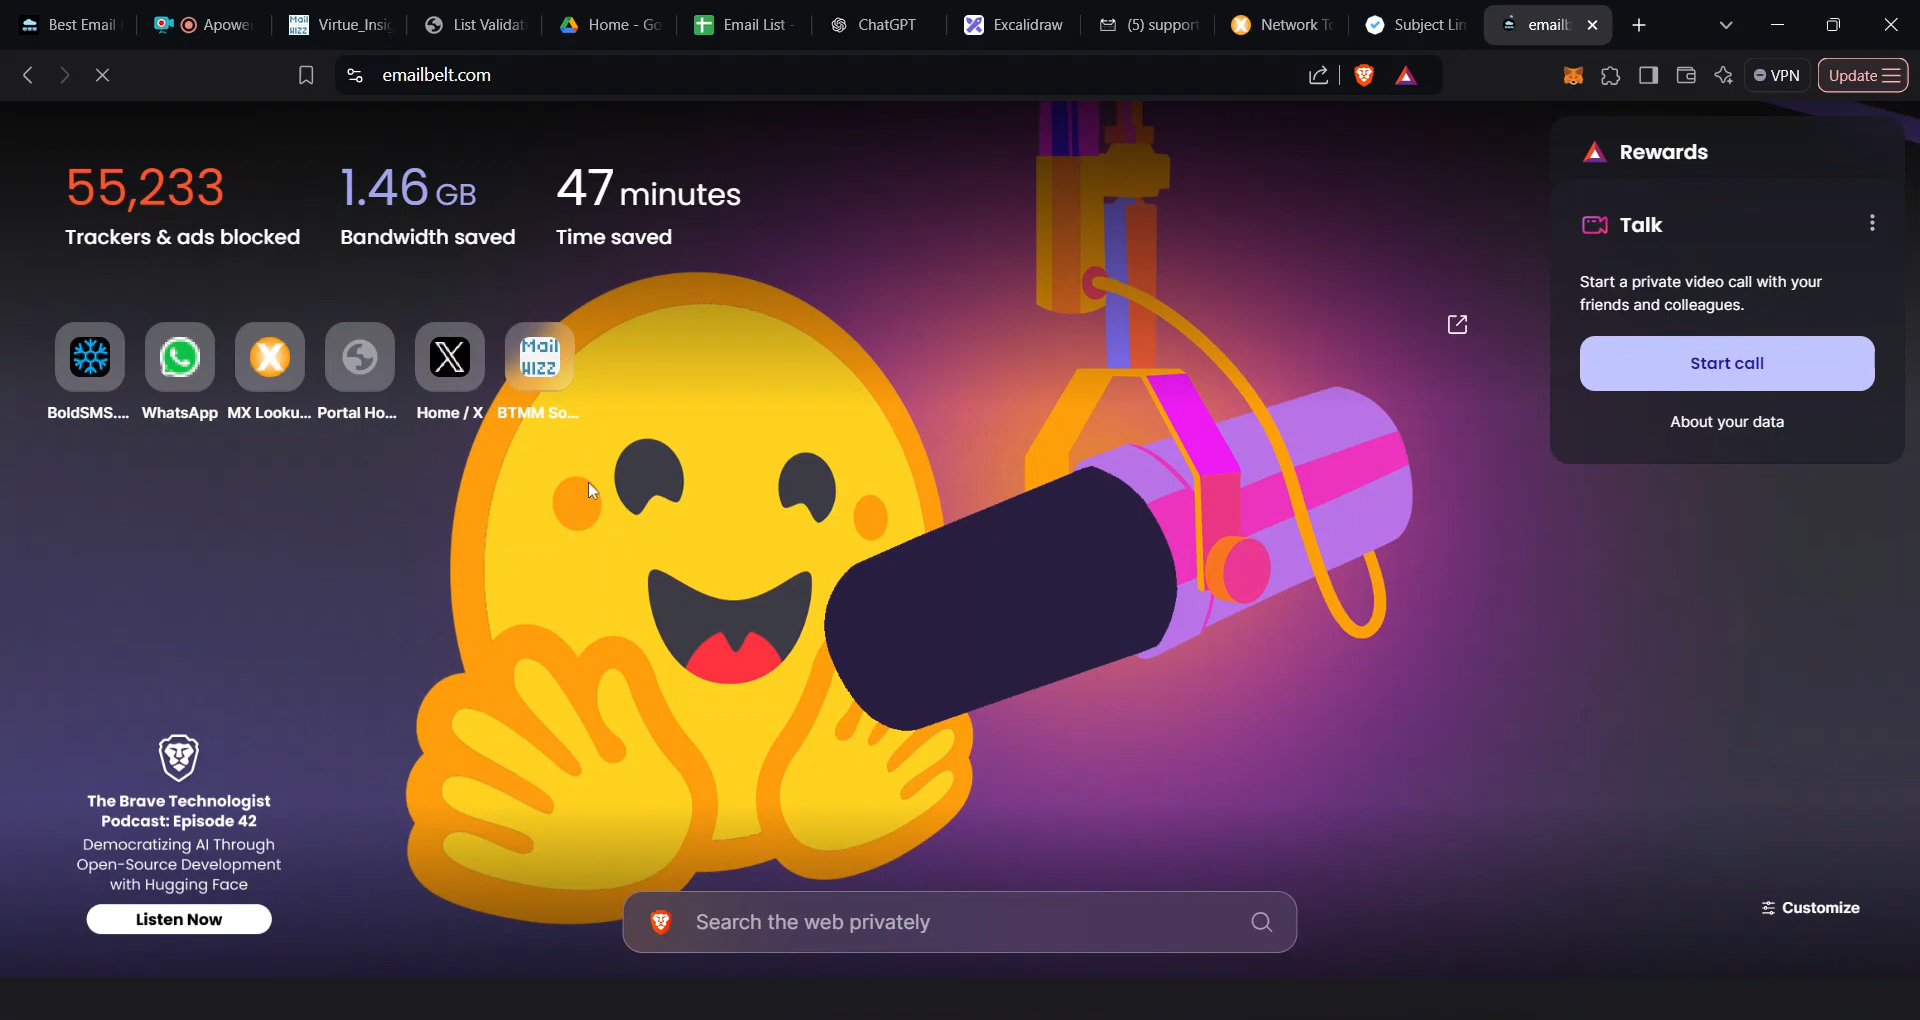 Best Email
Apower
Virtue_Insig
List Validati
Home - Go
Email List -
ChatGPT
Excalidraw
(5) support
Network To
Subject Lin
emailb
emailbelt.com
VPN
Update
55,233
Trackers & ads blocked
1.46 GB
Bandwidth saved
47 minutes
Time saved
Rewards
Talk
Start a private video call with your
friends and colleagues.
Start call
About your data
Mail
WIZZ
BoldSMS....
WhatsApp
MX Looku...
Portal Ho...
Home / X
BTMM So...
The Brave Technologist
Podcast: Episode 42
Democratizing AI Through
Open-Source Development
with Hugging Face
Listen Now
Search the web privately
Customize